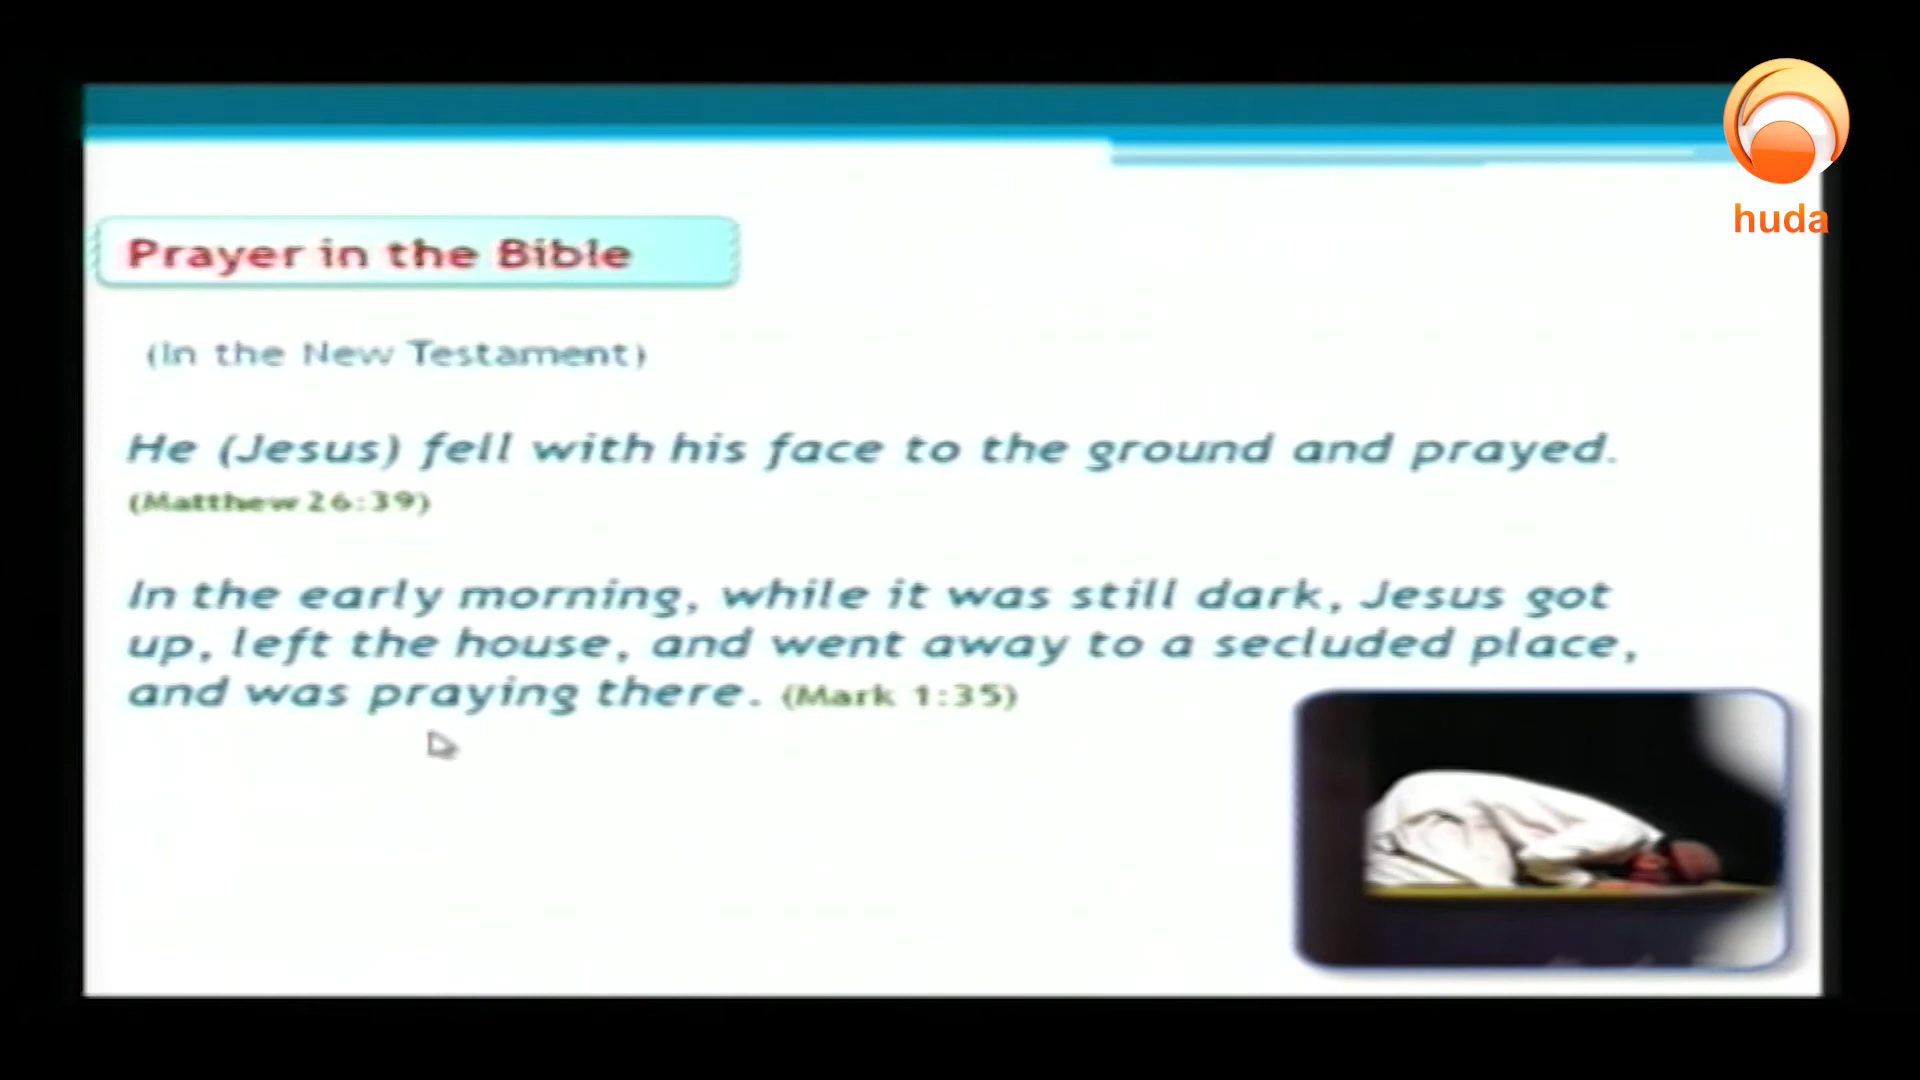 huda
Prayer in the Bible
(In the New Testament)
He (Jesus) fell with his face to the ground and prayed.
(Matthew 26:39)
In the early morning, while it was still dark, Jesus got
up, left the house, and went away to a secluded place,
and was praying there. (Mark 1:35)